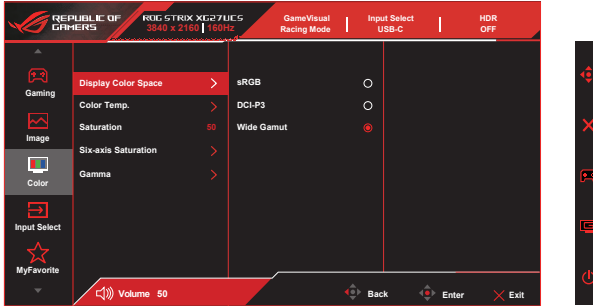 REPUBLIC OF
GAMERS
ROG STRIX XG27UCS
3840 x 2160 160Hz
GameVisual
Racing Mode
Input Select
USB-C
HDR
OFF
Gaming
Image
Color
Input Select
MyFavorite
Display Color Space
Color Temp.
Saturation 50
Six-axis Saturation
Gamma
sRGB
DCI-P3
Wide Gamut
Volume 50
Back
Enter
Exit